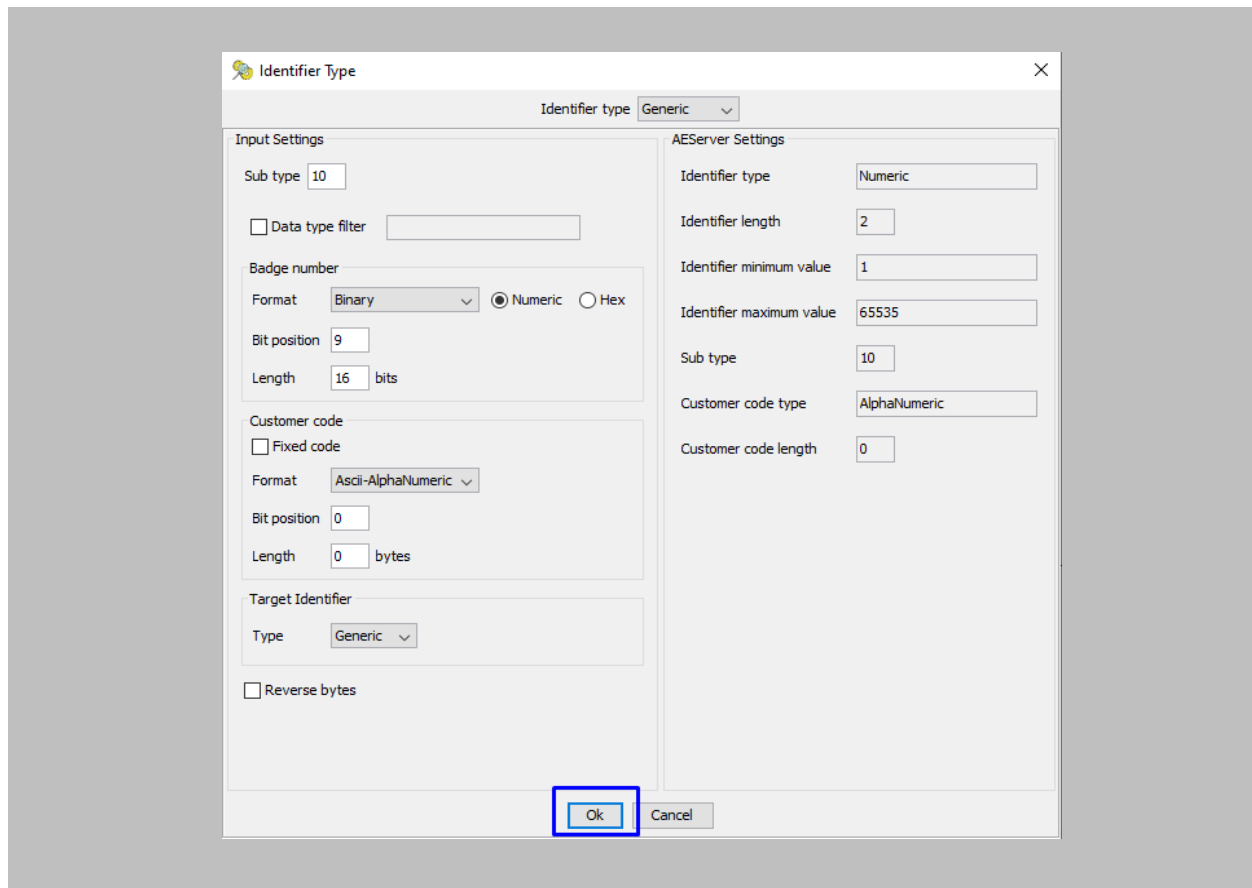 Identifier Type
Identifier type Generic
Input Settings
Sub type 10
Data type filter
Badge number
Format Binary Numeric Hex
Bit position 9
Length 16 bits
Customer code
Fixed code
Format Ascii-AlphaNumeric
Bit position 0
Length 0 bytes
Target Identifier
Type Generic
Reverse bytes
AEServer Settings
Identifier type Numeric
Identifier length 2
Identifier minimum value 1
Identifier maximum value 65535
Sub type 10
Customer code type AlphaNumeric
Customer code length 0
Ok Cancel